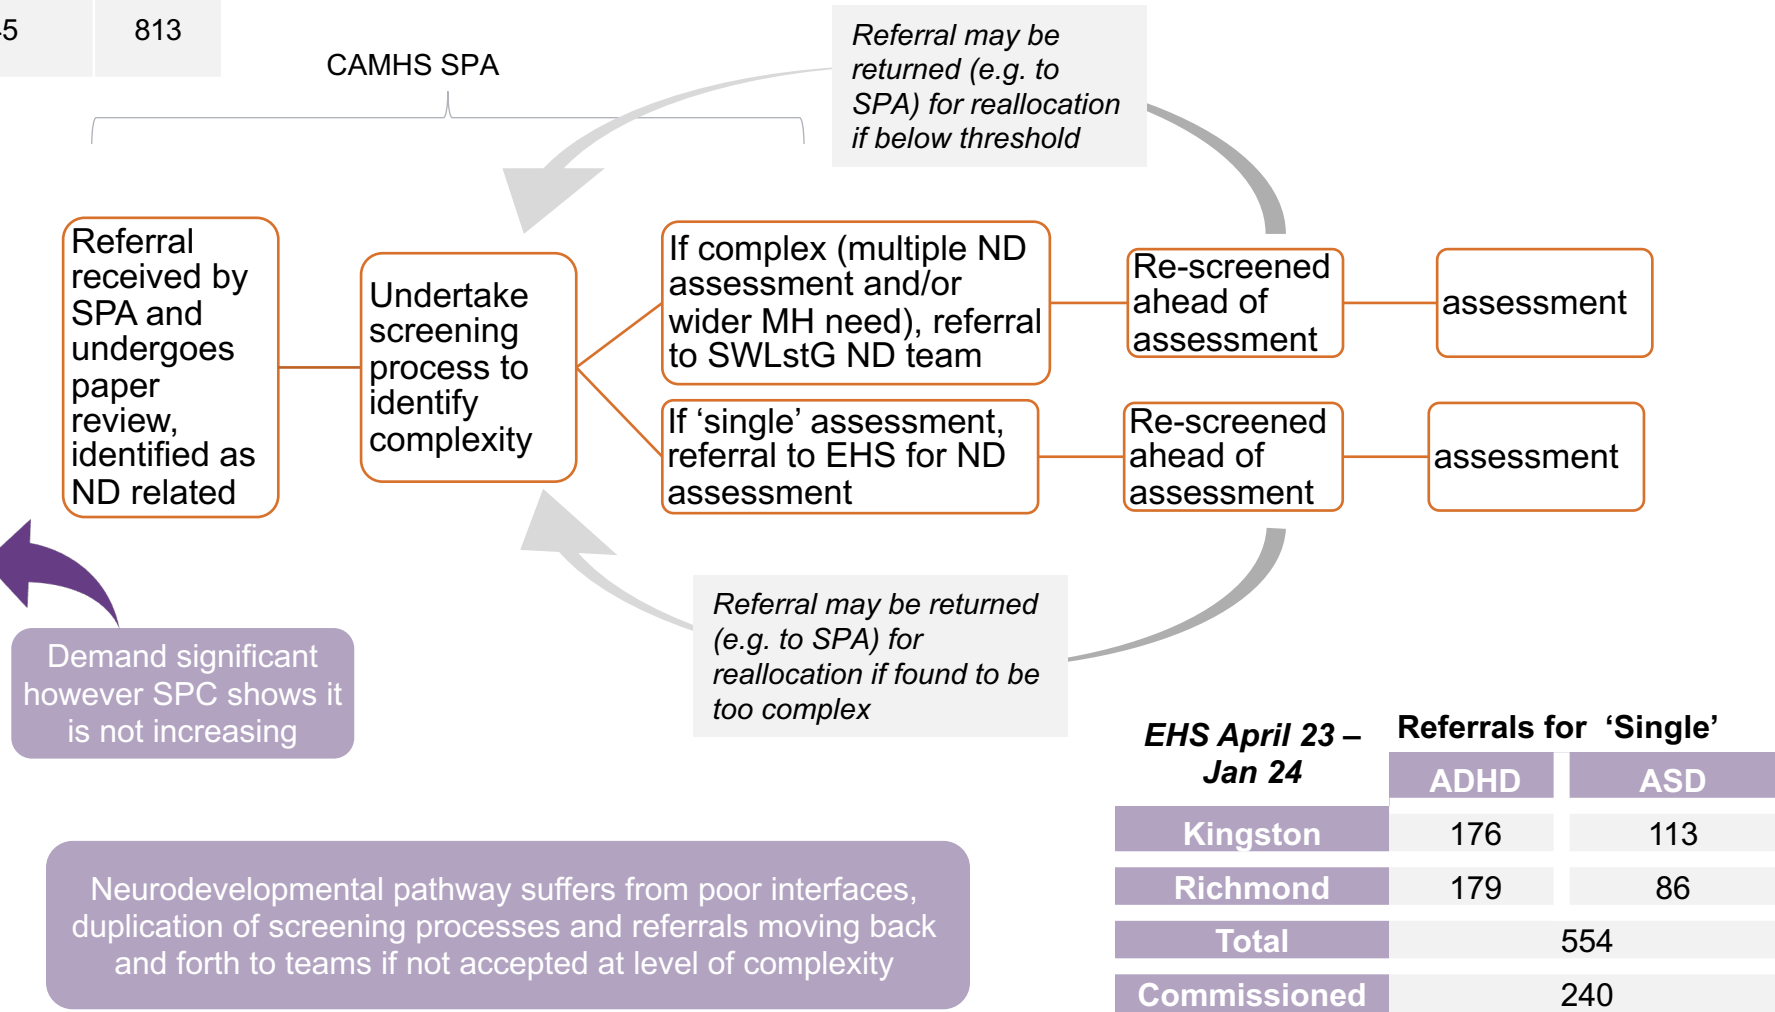 813
CAMHS SPA
Referral may be
returned (e.g. to
SPA) for reallocation
if below threshold
Referral
received by
SPA and
undergoes
paper
review,
identified as
ND related
Undertake
screening
process to
identify
complexity
If complex (multiple ND
assessment and/or
wider MH need), referral
to SWLstG ND team
Re-screened
ahead of
assessment
assessment
If ‘single’ assessment,
referral to EHS for ND
assessment
Re-screened
ahead of
assessment
assessment
Referral may be returned
(e.g. to SPA) for
reallocation if found to be
too complex
Demand significant
however SPC shows it
is not increasing
Neurodevelopmental pathway suffers from poor interfaces,
duplication of screening processes and referrals moving back
and forth to teams if not accepted at level of complexity
EHS April 23 –
Jan 24
Referrals for ‘Single’
ADHD ASD
Kingston 176 113
Richmond 179 86
Total 554
Commissioned 240